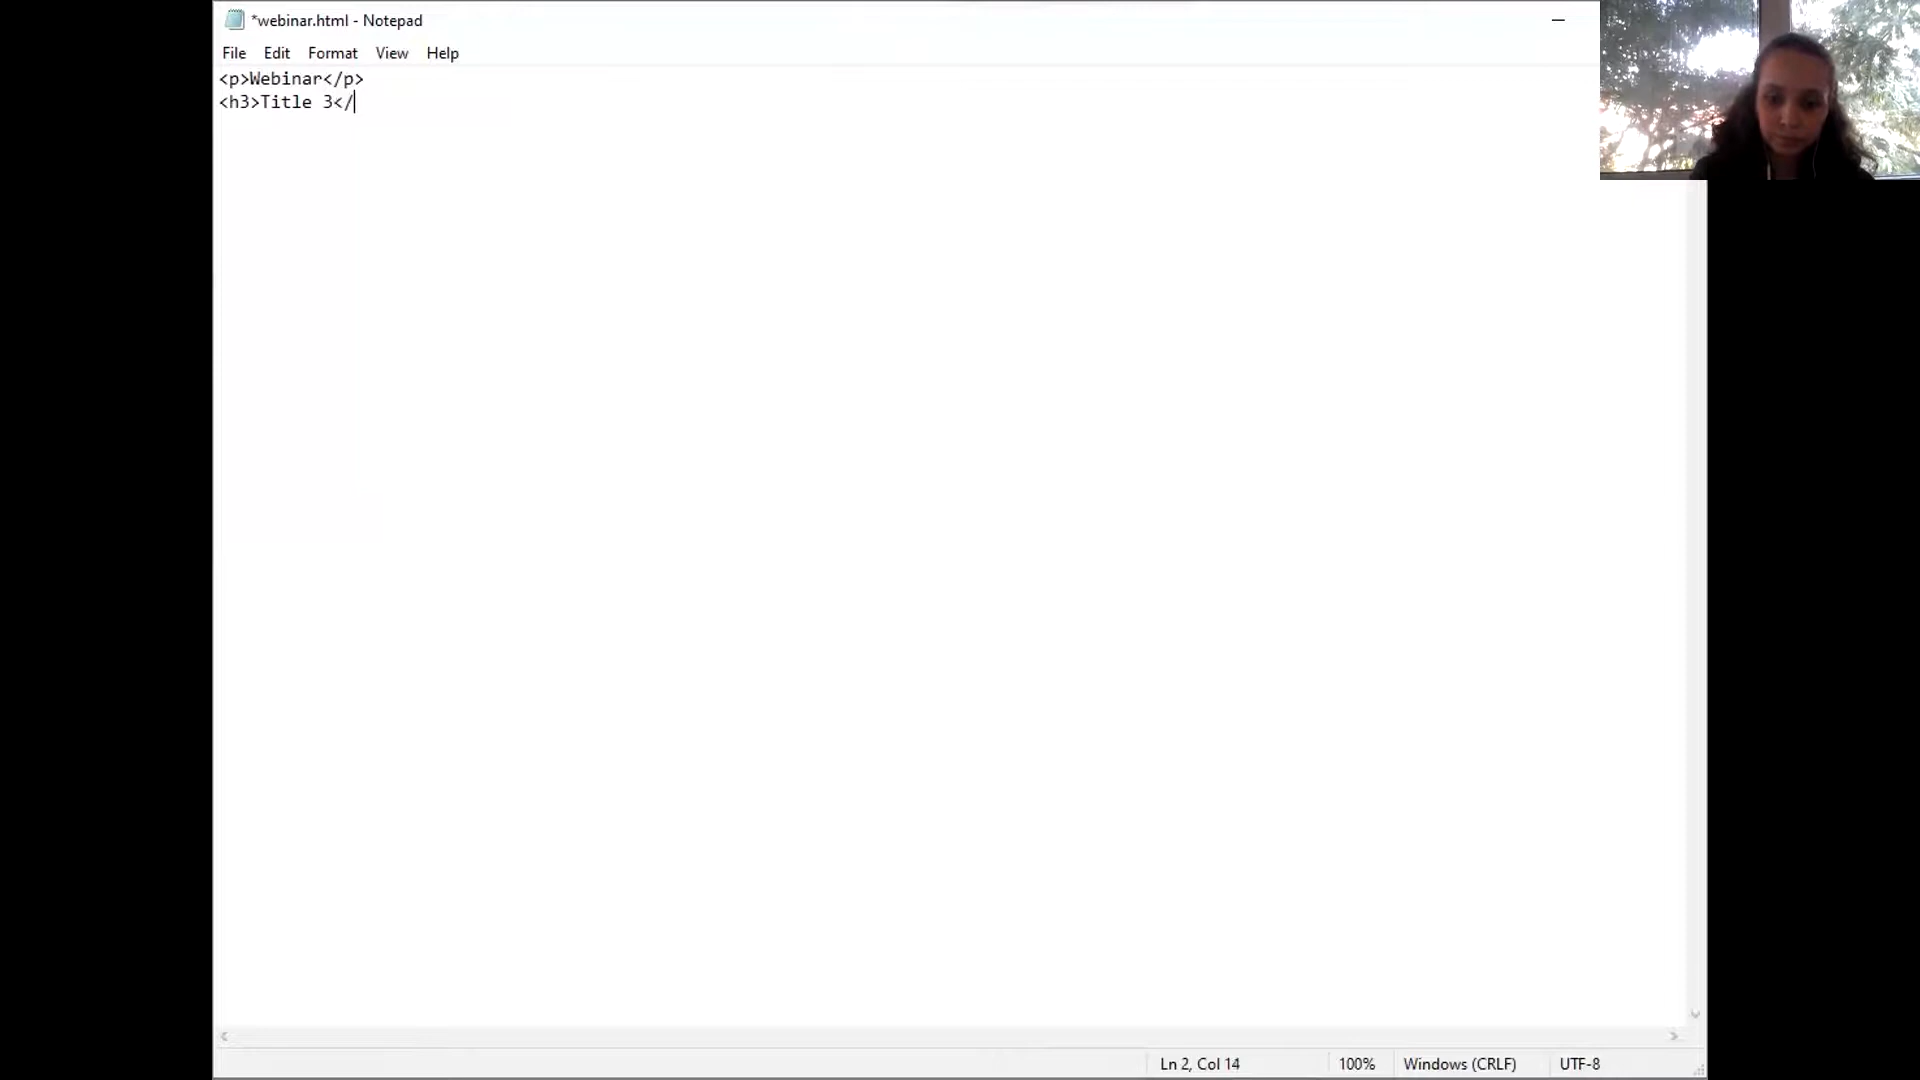 *webinar.html - Notepad
File Edit Format View Help
<p>Webinar</p>
<h3>Title 3</
Ln 2, Col 14 100% Windows (CRLF) UTF-8